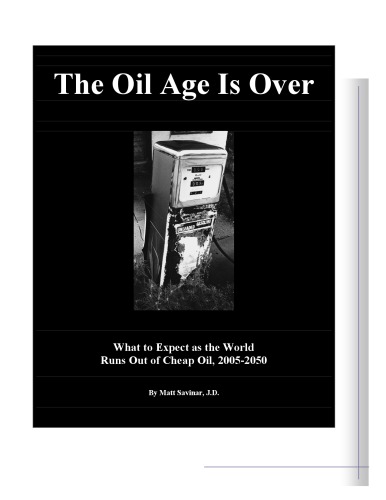 The Oil Age Is Over
What to Expect as the World
Runs Out of Cheap Oil, 2005-2050
By Matt Savinar, J.D.